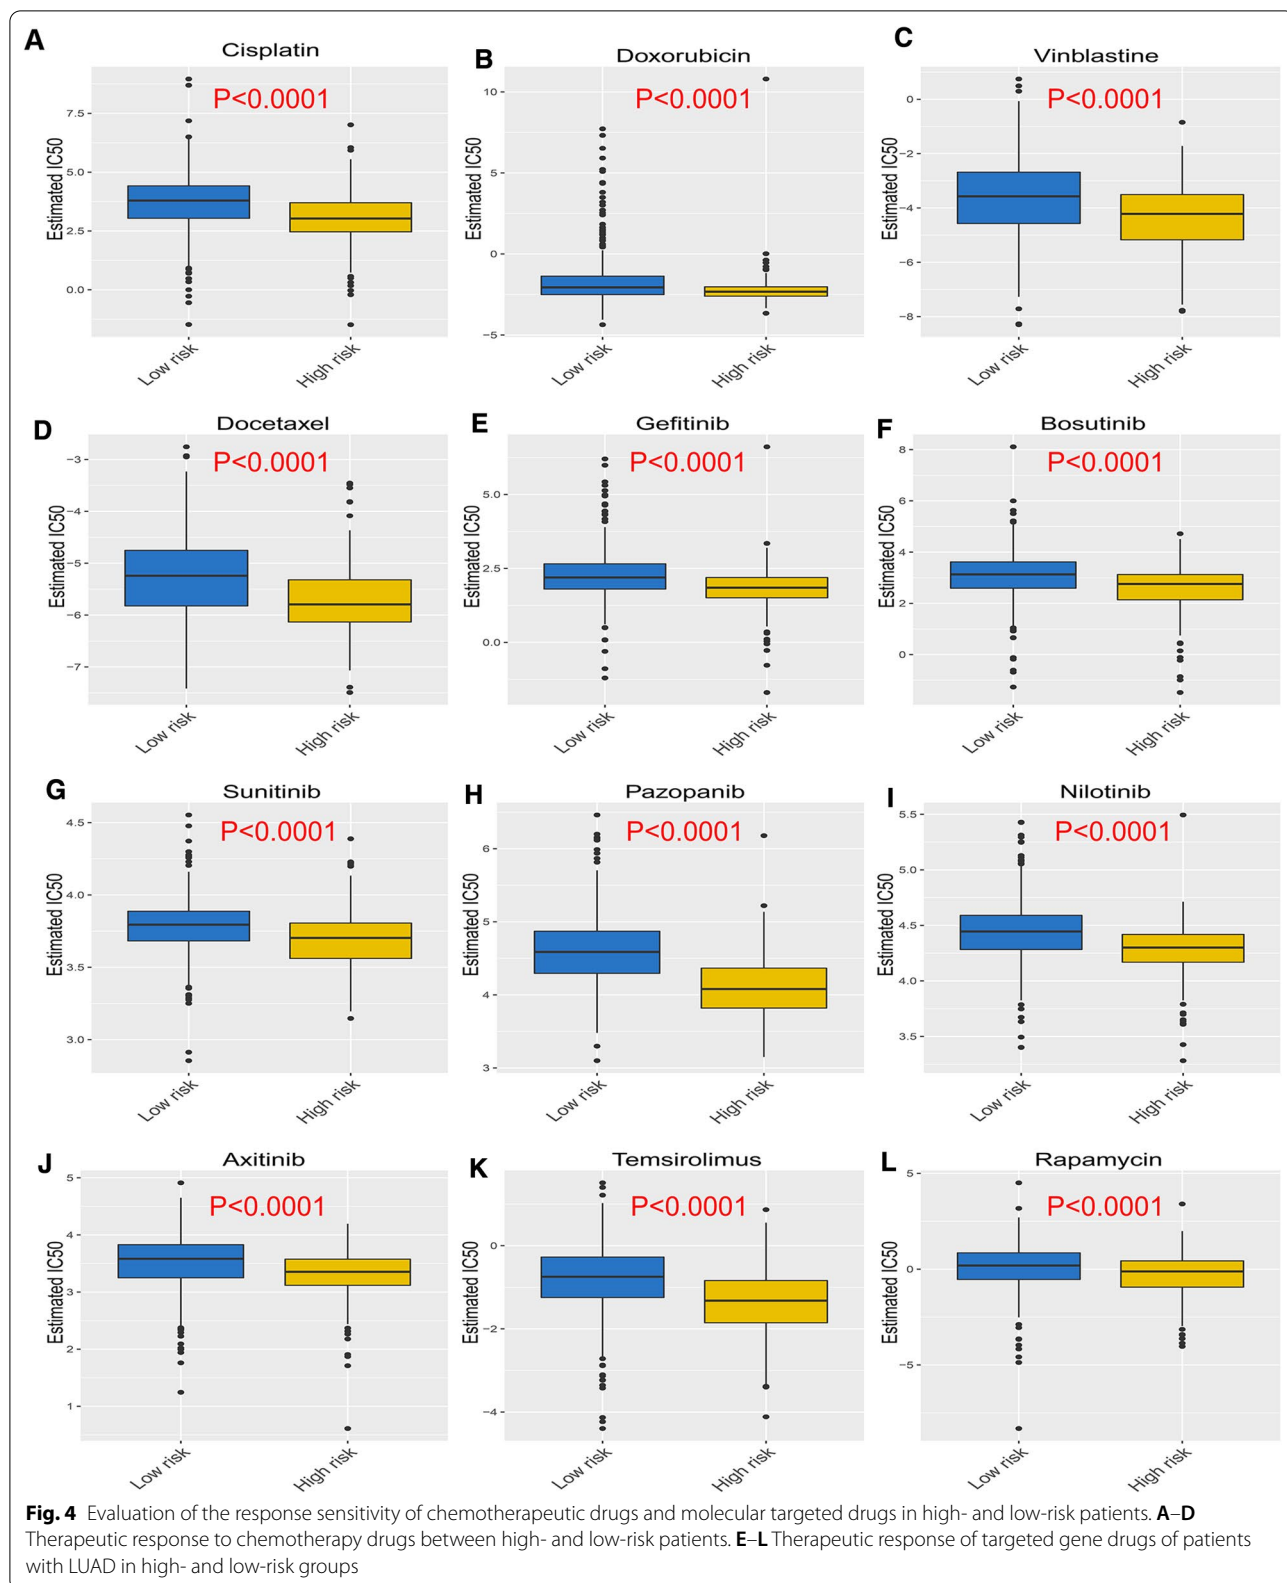 A
Cisplatin
P<0.0001
Estimated IC50
7.5
5.0
2.5
0.0
Low risk
High risk
B
Doxorubicin
P<0.0001
Estimated IC50
10
5
0
−5
Low risk
High risk
C
Vinblastine
P<0.0001
Estimated IC50
0
−2
−4
−6
−8
Low risk
High risk
D
Docetaxel
P<0.0001
Estimated IC50
−3
−4
−5
−6
−7
Low risk
High risk
E
Gefitinib
P<0.0001
Estimated IC50
5.0
2.5
0.0
Low risk
High risk
F
Bosutinib
P<0.0001
Estimated IC50
8
6
4
2
0
Low risk
High risk
G
Sunitinib
P<0.0001
Estimated IC50
4.5
4.0
3.5
3.0
Low risk
High risk
H
Pazopanib
P<0.0001
Estimated IC50
6
5
4
3
Low risk
High risk
I
Nilotinib
P<0.0001
Estimated IC50
5.5
5.0
4.5
4.0
3.5
Low risk
High risk
J
Axitinib
P<0.0001
Estimated IC50
5
4
3
2
1
Low risk
High risk
K
Temsirolimus
P<0.0001
Estimated IC50
0
−2
−4
Low risk
High risk
L
Rapamycin
P<0.0001
Estimated IC50
5
0
−5
Low risk
High risk
Fig. 4 Evaluation of the response sensitivity of chemotherapeutic drugs and molecular targeted drugs in high- and low-risk patients. A–D
Therapeutic response to chemotherapy drugs between high- and low-risk patients. E–L Therapeutic response of targeted gene drugs of patients
with LUAD in high- and low-risk groups